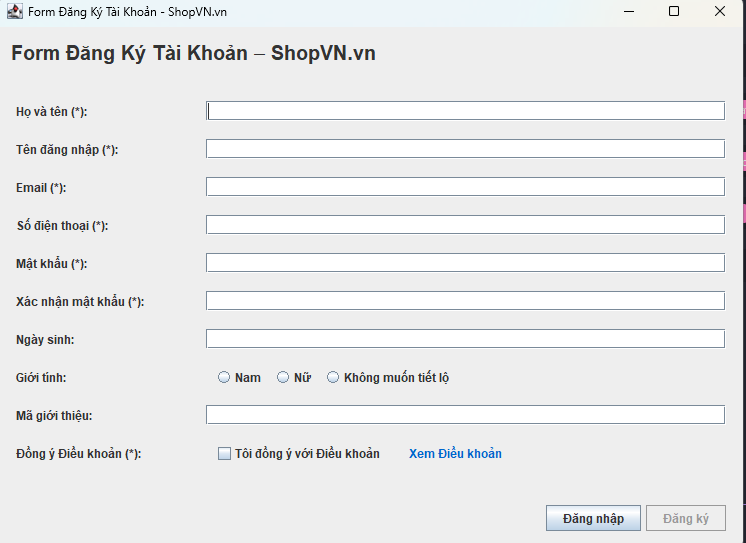 Form Đăng Ký Tài Khoản - ShopVN.vn
Form Đăng Ký Tài Khoản – ShopVN.vn
Họ và tên (*):
Tên đăng nhập (*):
Email (*):
Số điện thoại (*):
Mật khẩu (*):
Xác nhận mật khẩu (*):
Ngày sinh:
Giới tính: Nam Nữ Không muốn tiết lộ
Mã giới thiệu:
Đồng ý Điều khoản (*): Tôi đồng ý với Điều khoản Xem Điều khoản
Đăng nhập Đăng ký